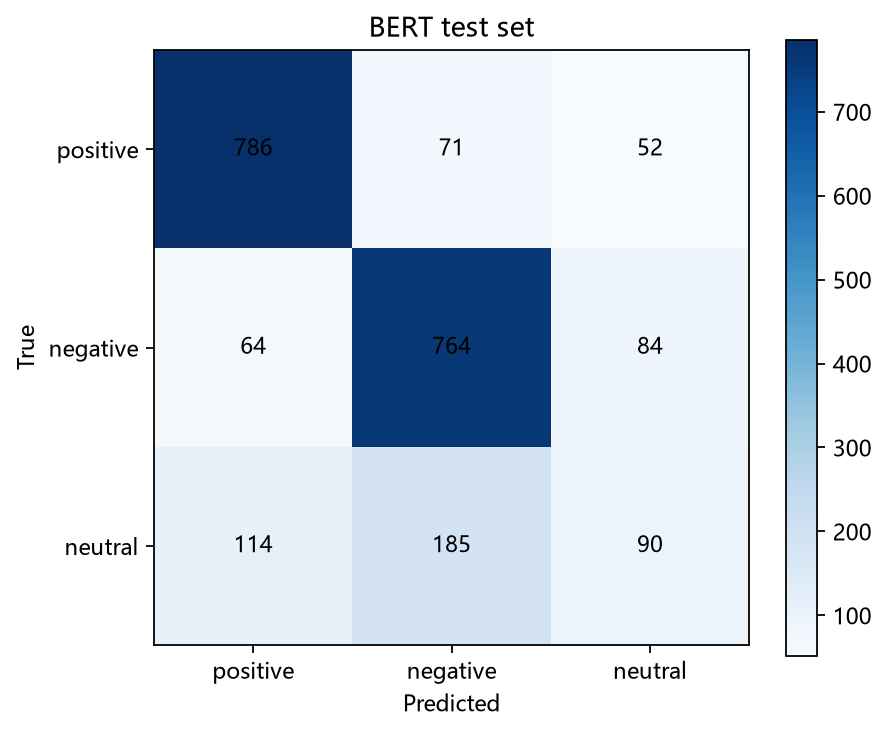 BERT test set
True
positive
786
71
52
negative
64
764
84
neutral
114
185
90
positive
negative
neutral
Predicted
700
600
500
400
300
200
100